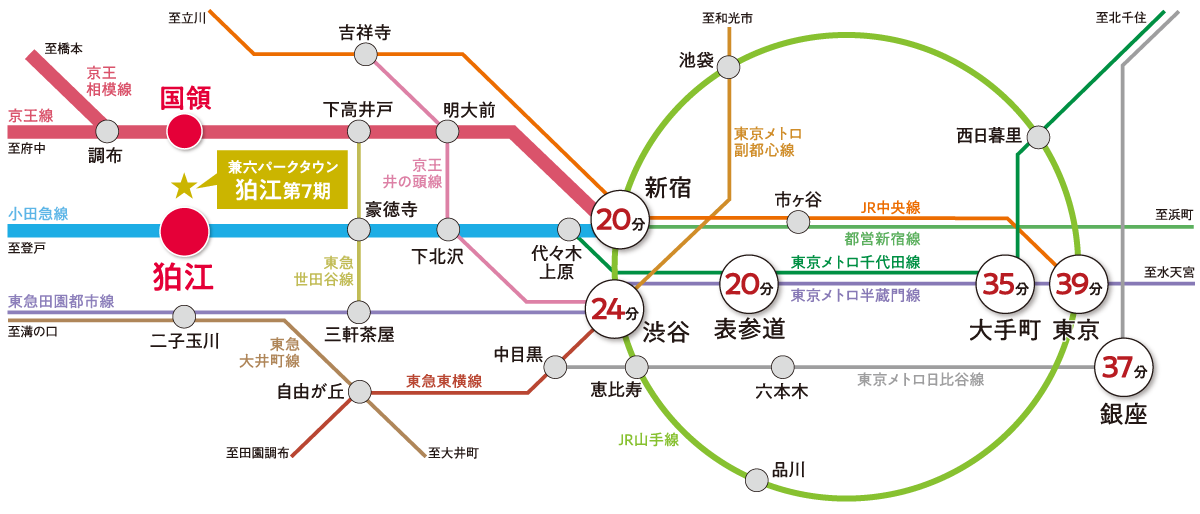 至立川
吉祥寺
至和光市
至北千住
至橋本
京王
相模線
池袋
国領
下高井戸
明大前
京王線
至府中
調布
東京メトロ
副都心線
西日暮里
兼六パークタウン
狛江第7期
京王
井の頭線
新宿
20分
市ヶ谷
JR中央線
小田急線
至登戸
豪徳寺
至浜町
都営新宿線
狛江
下北沢
代々木
上原
東急
世田谷線
東京メトロ千代田線
至水天宮
20分
35分
39分
東京メトロ半蔵門線
東急田園都市線
24分
至溝の口
二子玉川
三軒茶屋
渋谷
表参道
大手町
東京
東急
大井町線
中目黒
自由が丘
東急東横線
恵比寿
六本木
東京メトロ日比谷線
37分
銀座
JR山手線
至田園調布
至大井町
品川